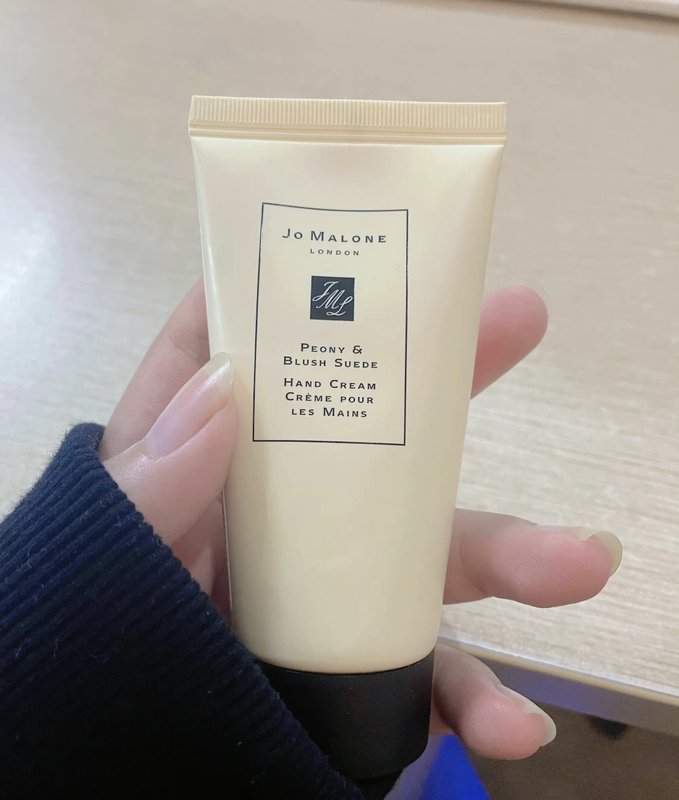 Jo Malone
London
JML
Peony &
Blush Suede
Hand Cream
Crème pour
les Mains